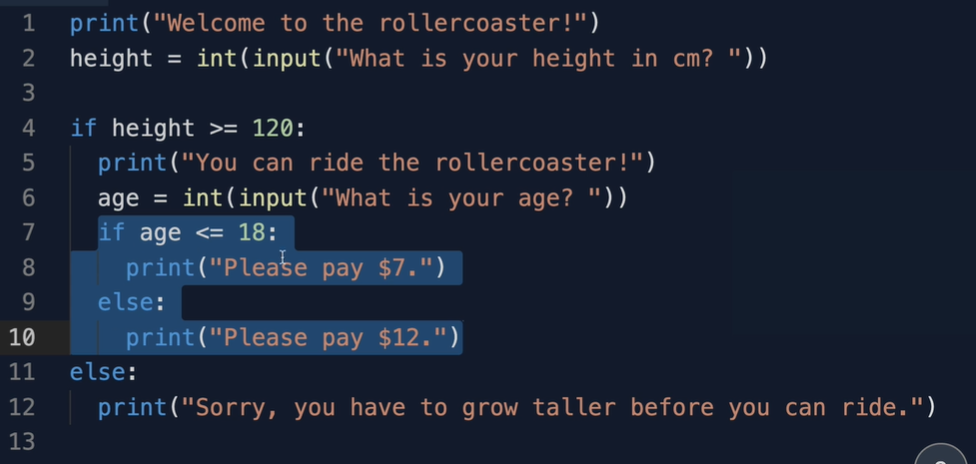 1 print("Welcome to the rollercoaster!")
2 height = int(input("What is your height in cm? "))
3
4 if height >= 120:
5   print("You can ride the rollercoaster!")
6   age = int(input("What is your age? "))
7   if age <= 18:
8     print("Please pay $7.")
9   else:
10     print("Please pay $12.")
11 else:
12   print("Sorry, you have to grow taller before you can ride.")
13